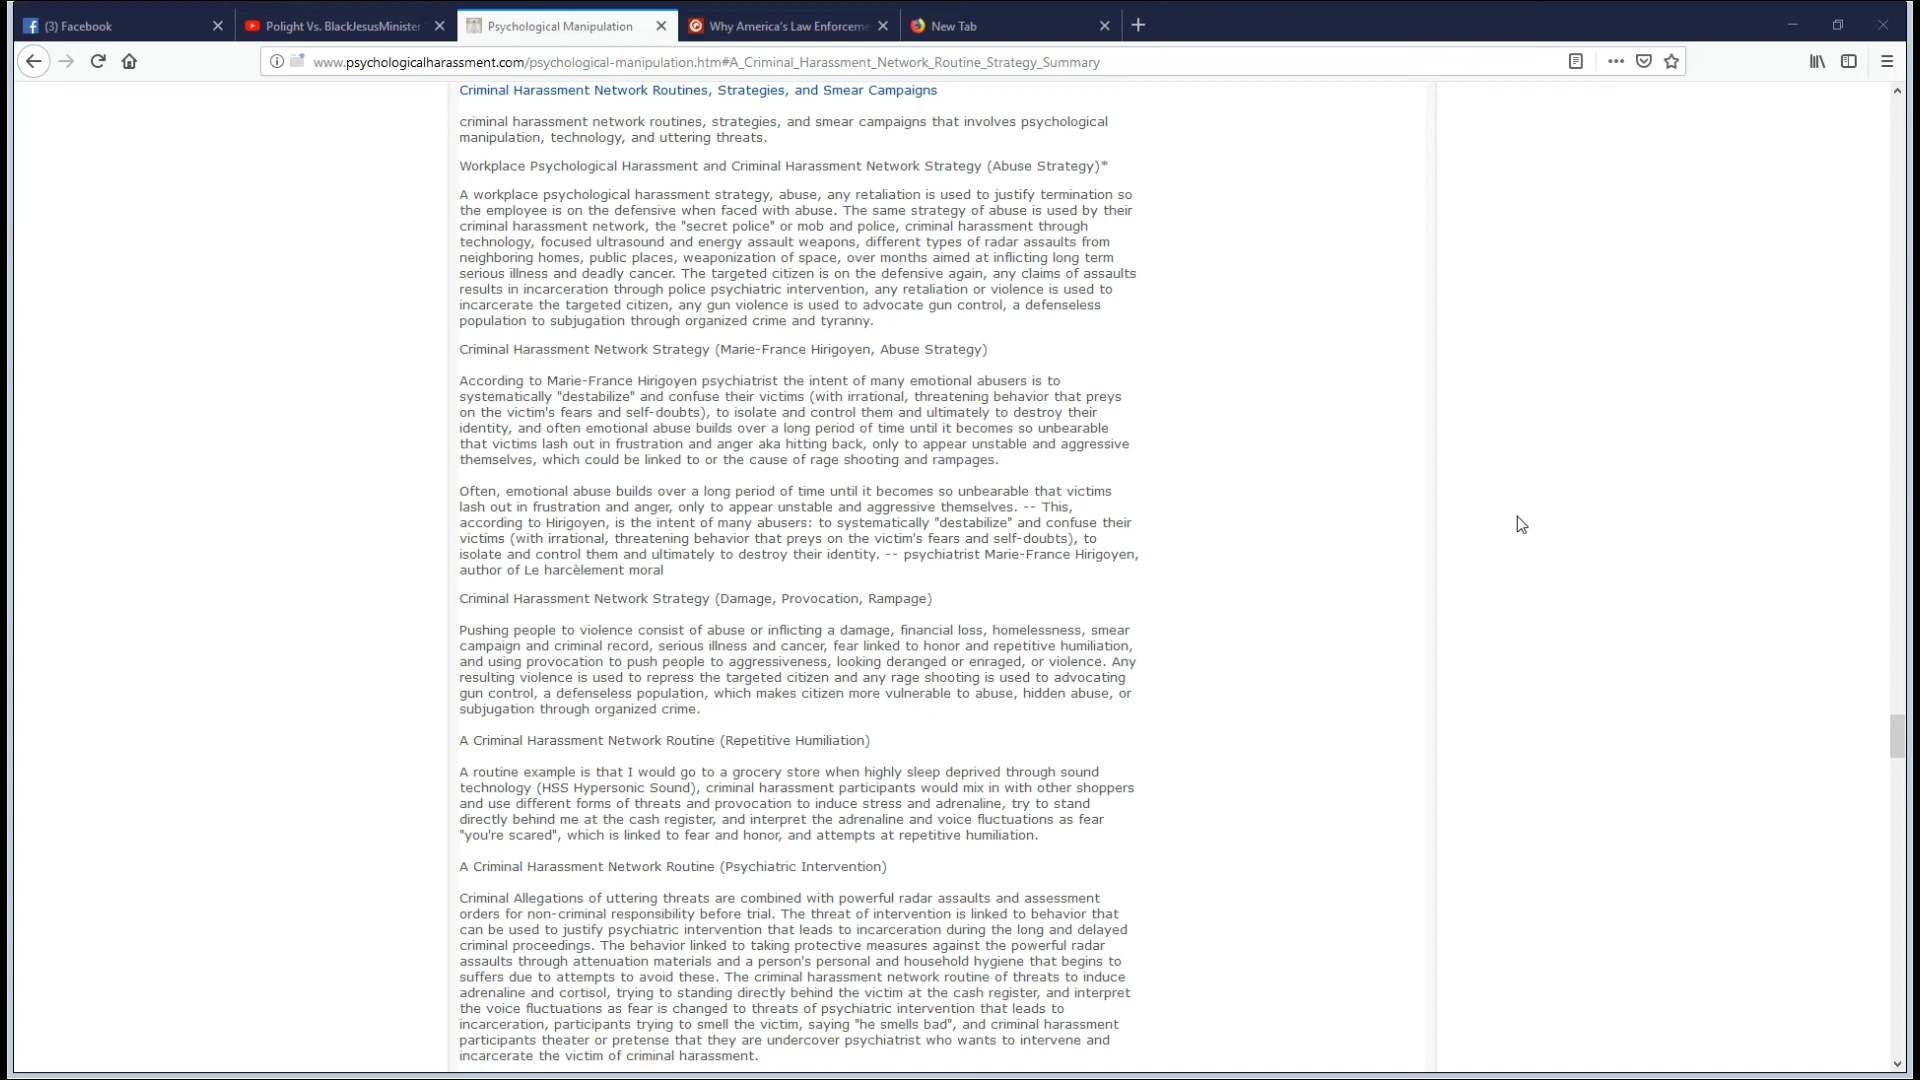 (3) Facebook
Polight Vs. BlackJesusMinister
Psychological Manipulation
Why America's Law Enforceme
New Tab
www.psychologicalharassment.com/psychological-manipulation.htm#A_Criminal_Harassment_Network_Routine_Strategy_Summary
Criminal Harassment Network Routines, Strategies, and Smear Campaigns
criminal harassment network routines, strategies, and smear campaigns that involves psychological
manipulation, technology, and uttering threats.
Workplace Psychological Harassment and Criminal Harassment Network Strategy (Abuse Strategy)*
A workplace psychological harassment strategy, abuse, any retaliation is used to justify termination so
the employee is on the defensive when faced with abuse. The same strategy of abuse is used by their
criminal harassment network, the "secret police" or mob and police, criminal harassment through
technology, focused ultrasound and energy assault weapons, different types of radar assaults from
neighboring homes, public places, weaponization of space, over months aimed at inflicting long term
serious illness and deadly cancer. The targeted citizen is on the defensive again, any claims of assaults
results in incarceration through police psychiatric intervention, any retaliation or violence is used to
incarcerate the targeted citizen, any gun violence is used to advocate gun control, a defenseless
population to subjugation through organized crime and tyranny.
Criminal Harassment Network Strategy (Marie-France Hirigoyen, Abuse Strategy)
According to Marie-France Hirigoyen psychiatrist the intent of many emotional abusers is to
systematically "destabilize" and confuse their victims (with irrational, threatening behavior that preys
on the victim's fears and self-doubts), to isolate and control them and ultimately to destroy their
identity, and often emotional abuse builds over a long period of time until it becomes so unbearable
that victims lash out in frustration and anger aka hitting back, only to appear unstable and aggressive
themselves, which could be linked to or the cause of rage shooting and rampages.
Often, emotional abuse builds over a long period of time until it becomes so unbearable that victims
lash out in frustration and anger, only to appear unstable and aggressive themselves. -- This,
according to Hirigoyen, is the intent of many abusers: to systematically "destabilize" and confuse their
victims (with irrational, threatening behavior that preys on the victim's fears and self-doubts), to
isolate and control them and ultimately to destroy their identity. -- psychiatrist Marie-France Hirigoyen,
author of Le harcèlement moral
Criminal Harassment Network Strategy (Damage, Provocation, Rampage)
Pushing people to violence consist of abuse or inflicting a damage, financial loss, homelessness, smear
campaign and criminal record, serious illness and cancer, fear linked to honor and repetitive humiliation,
and using provocation to push people to aggressiveness, looking deranged or enraged, or violence. Any
resulting violence is used to repress the targeted citizen and any rage shooting is used to advocating
gun control, a defenseless population, which makes citizen more vulnerable to abuse, hidden abuse, or
subjugation through organized crime.
A Criminal Harassment Network Routine (Repetitive Humiliation)
A routine example is that I would go to a grocery store when highly sleep deprived through sound
technology (HSS Hypersonic Sound), criminal harassment participants would mix in with other shoppers
and use different forms of threats and provocation to induce stress and adrenaline, try to stand
directly behind me at the cash register, and interpret the adrenaline and voice fluctuations as fear
"you're scared", which is linked to fear and honor, and attempts at repetitive humiliation.
A Criminal Harassment Network Routine (Psychiatric Intervention)
Criminal Allegations of uttering threats are combined with powerful radar assaults and assessment
orders for non-criminal responsibility before trial. The threat of intervention is linked to behavior that
can be used to justify psychiatric intervention that leads to incarceration during the long and delayed
criminal proceedings. The behavior linked to taking protective measures against the powerful radar
assaults through attenuation materials and a person's personal and household hygiene that begins to
suffers due to attempts to avoid these. The criminal harassment network routine of threats to induce
adrenaline and cortisol, trying to standing directly behind the victim at the cash register, and interpret
the voice fluctuations as fear is changed to threats of psychiatric intervention that leads to
incarceration, participants trying to smell the victim, saying "he smells bad", and criminal harassment
participants theater or pretense that they are undercover psychiatrist who wants to intervene and
incarcerate the victim of criminal harassment.